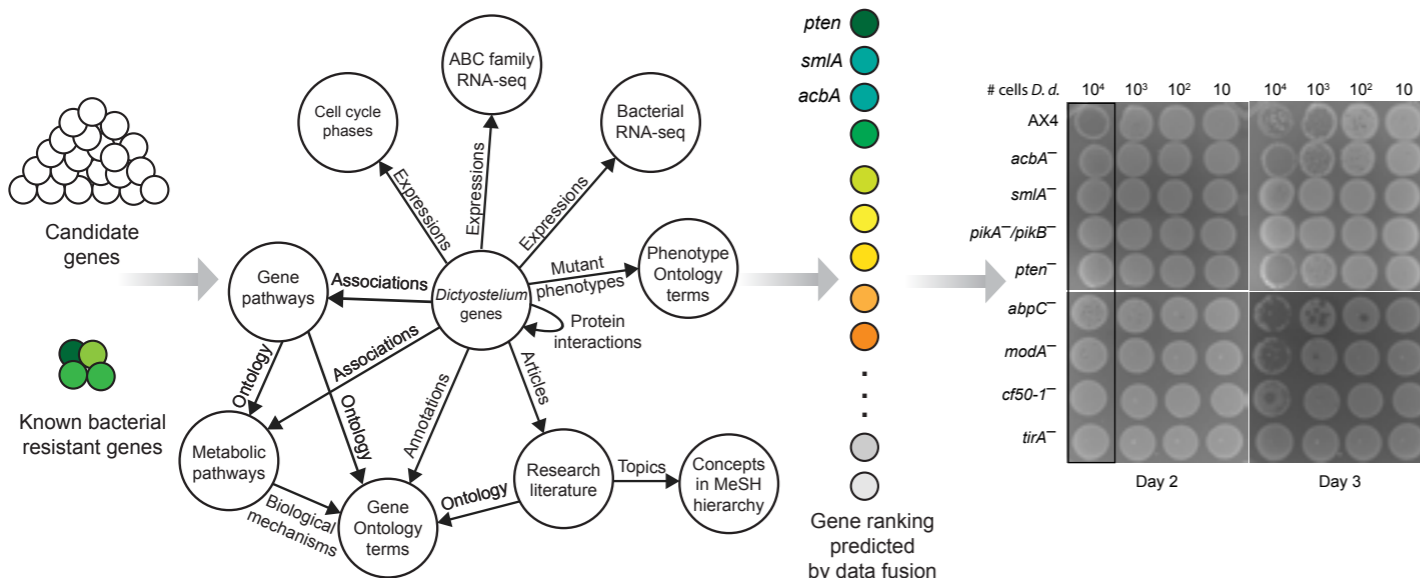 Candidate
genes
Known bacterial
resistant genes
Cell cycle
phases
ABC family
RNA-seq
Bacterial
RNA-seq
Expressions
Expressions
Expressions
Gene
pathways
Associations
Dictyostelium
genes
Mutant
phenotypes
Phenotype
Ontology
terms
Protein
interactions
Ontology
Ontology
Associations
Annotations
Articles
Metabolic
pathways
Biological
mechanisms
Gene
Ontology
terms
Ontology
Research
literature
Topics
Concepts
in MeSH
hierarchy
pten
smlA
acbA
Gene ranking
predicted
by data fusion
# cells D. d. 10⁴ 10³ 10² 10 10⁴ 10³ 10² 10
AX4
acbA⁻
smlA⁻
pikA⁻/pikB⁻
pten⁻
abpC⁻
modA⁻
cf50-1⁻
tirA⁻
Day 2 Day 3